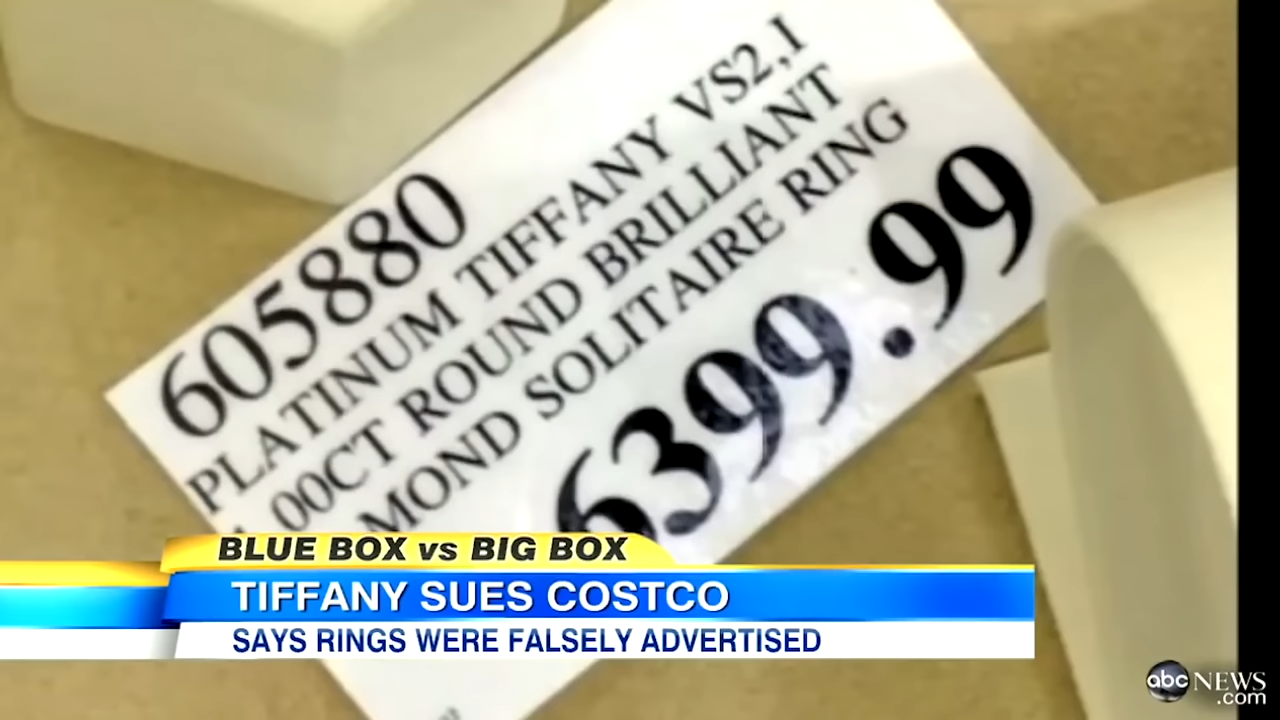 605880
PLATINUM TIFFANY VS2,I
.00CT ROUND BRILLIANT
MOND SOLITAIRE RING
6399.99
BLUE BOX vs BIG BOX
TIFFANY SUES COSTCO
SAYS RINGS WERE FALSELY ADVERTISED
abc NEWS
.com